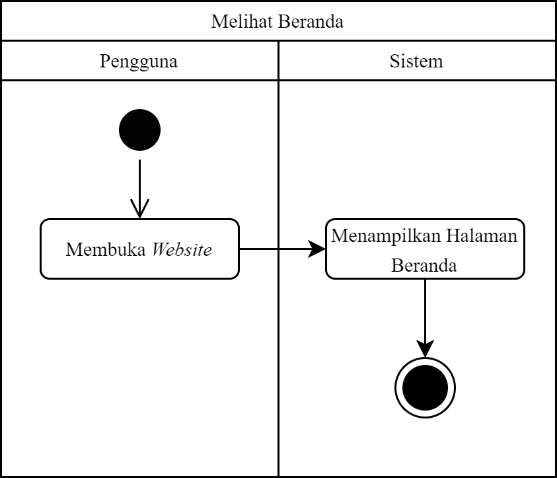 Melihat Beranda
Pengguna
Sistem
Membuka Website
Menampilkan Halaman
Beranda